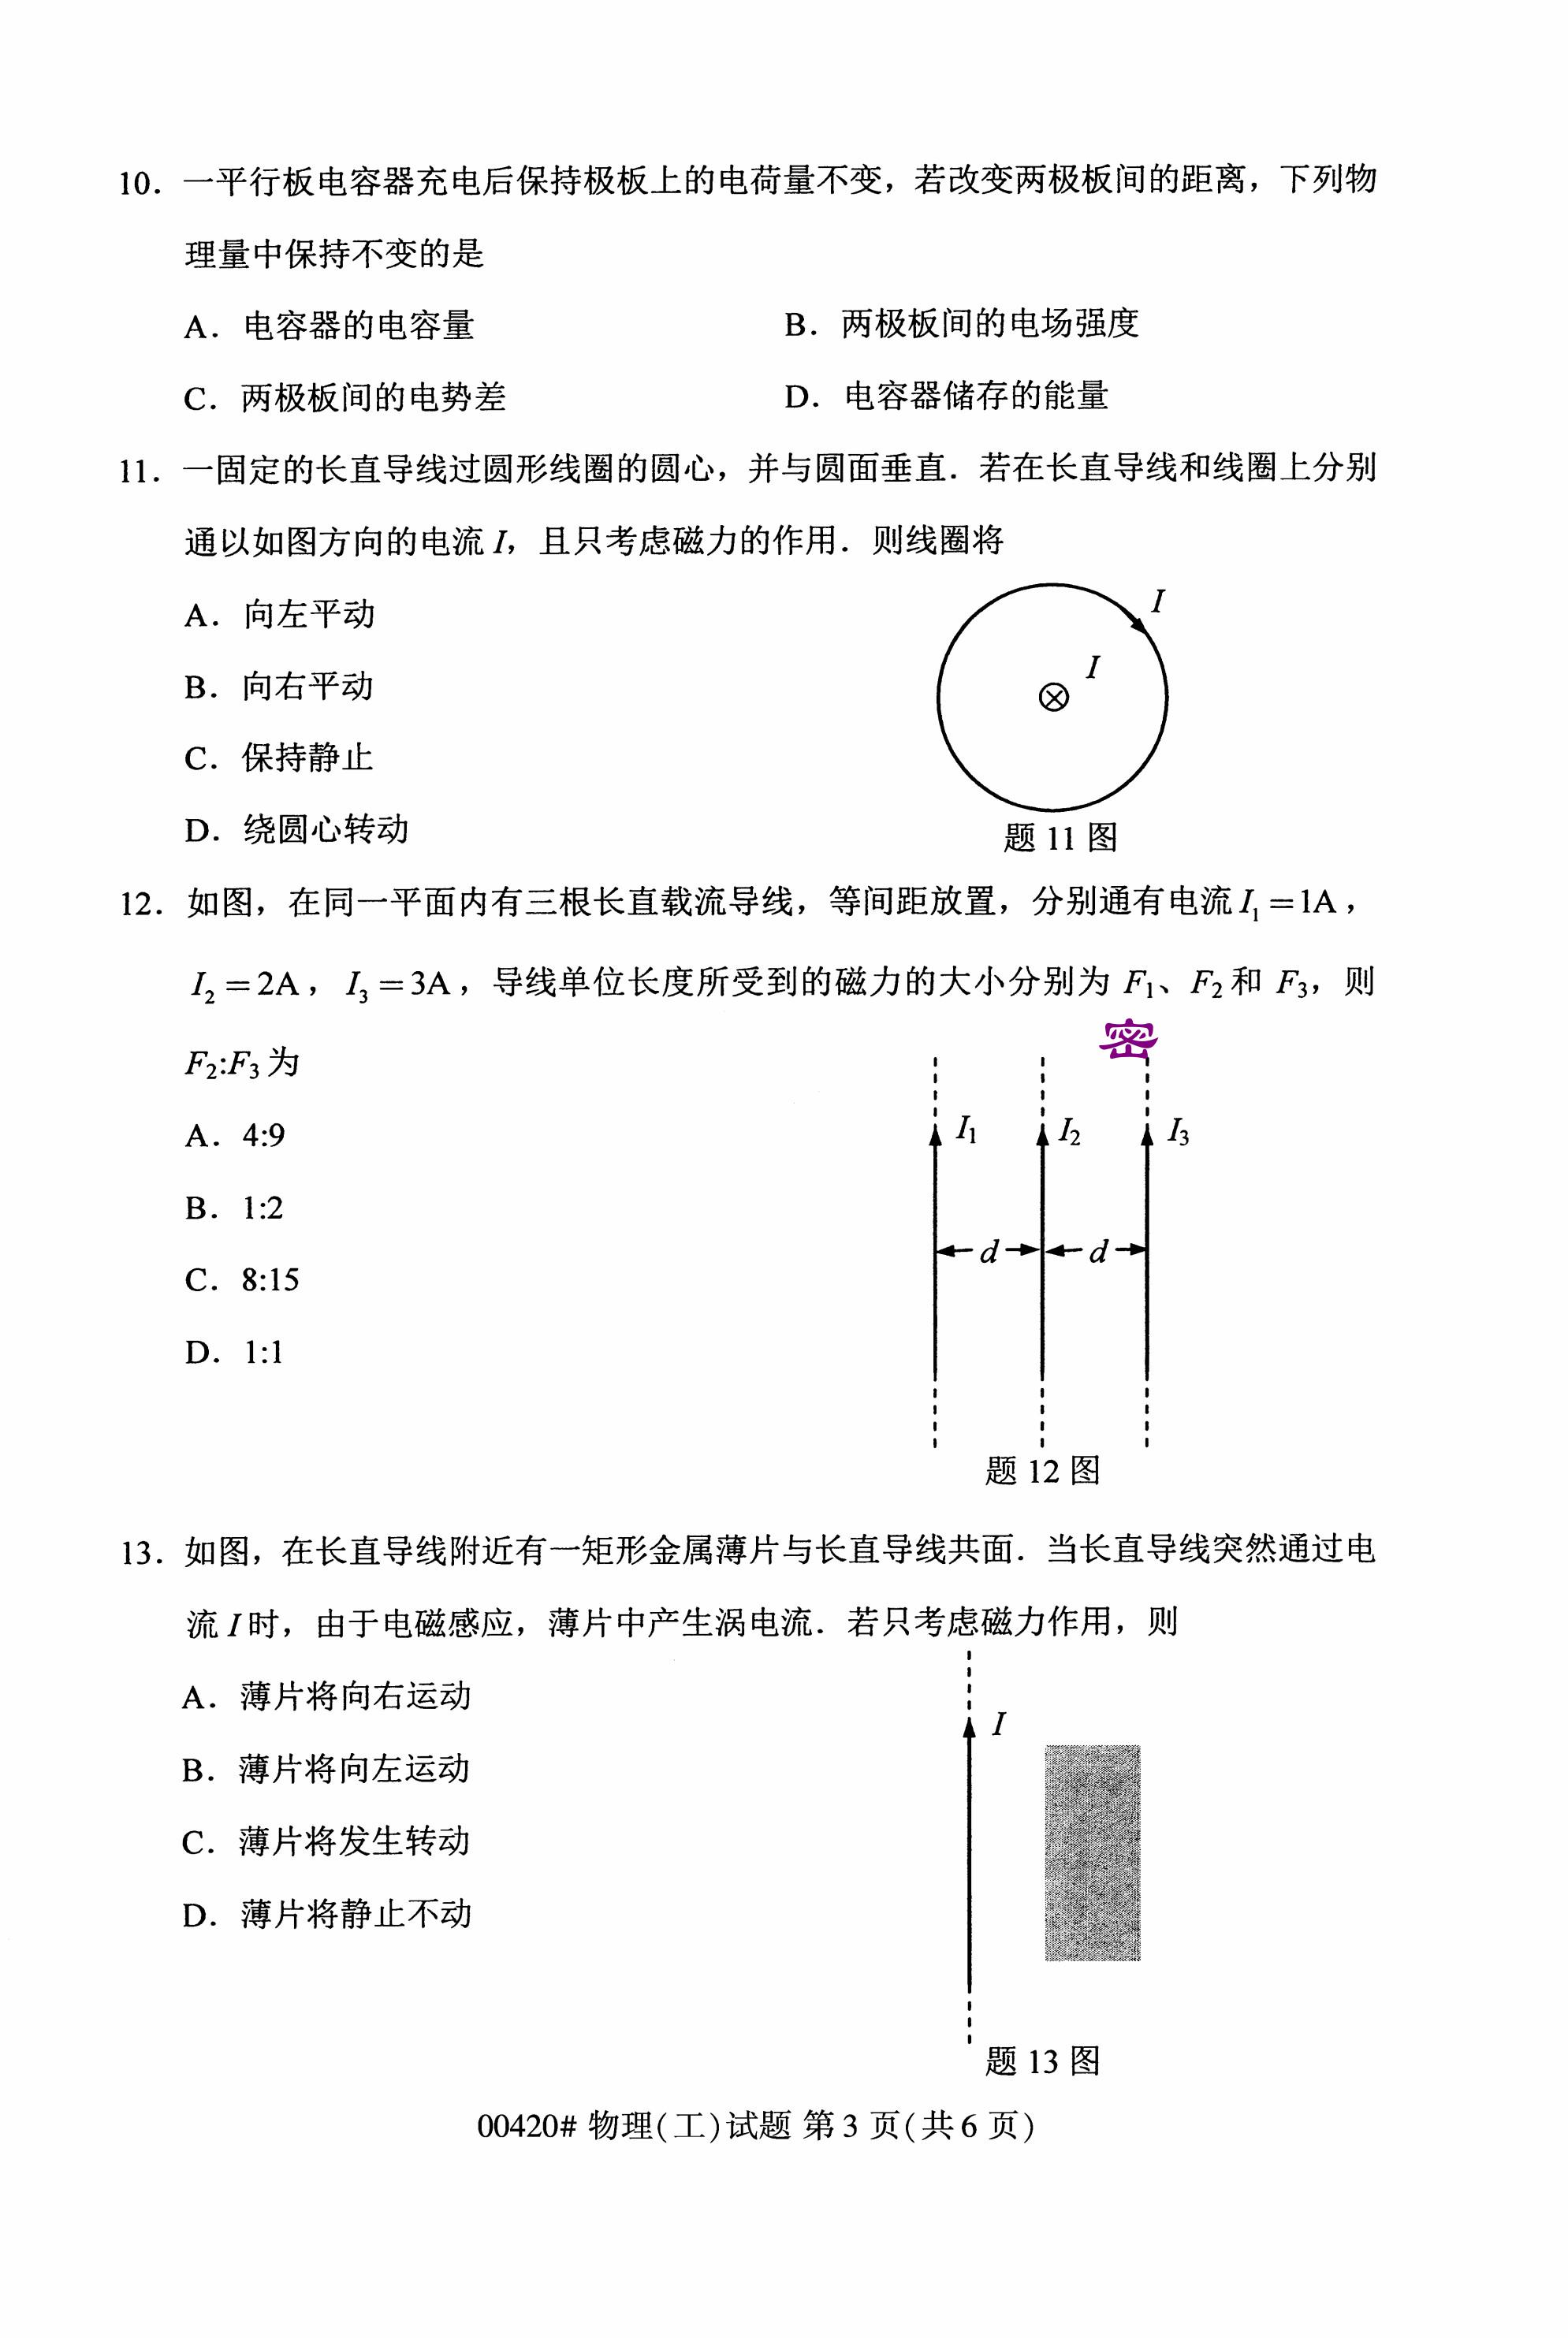 10. 一平行板电容器充电后保持极板上的电荷量不变，若改变两极板间的距离，下列物
理量中保持不变的是
A. 电容器的电容量
B. 两极板间的电场强度
C. 两极板间的电势差
D. 电容器储存的能量
11. 一固定的长直导线过圆形线圈的圆心，并与圆面垂直．若在长直导线和线圈上分别
通以如图方向的电流 I，且只考虑磁力的作用．则线圈将
A. 向左平动
B. 向右平动
C. 保持静止
D. 绕圆心转动
I
I
题 11 图
12. 如图，在同一平面内有三根长直载流导线，等间距放置，分别通有电流 I₁ =1A，
I₂ =2A， I₃ =3A，导线单位长度所受到的磁力的大小分别为 F₁、F₂和 F₃，则
F₂:F₃为
A. 4:9
B. 1:2
C. 8:15
D. 1:1
密
I₁ I₂ I₃
d d
题 12 图
13. 如图，在长直导线附近有一矩形金属薄片与长直导线共面．当长直导线突然通过电
流 I 时，由于电磁感应，薄片中产生涡电流．若只考虑磁力作用，则
A. 薄片将向右运动
B. 薄片将向左运动
C. 薄片将发生转动
D. 薄片将静止不动
I
题 13 图
00420# 物理(工)试题 第 3 页(共 6 页)